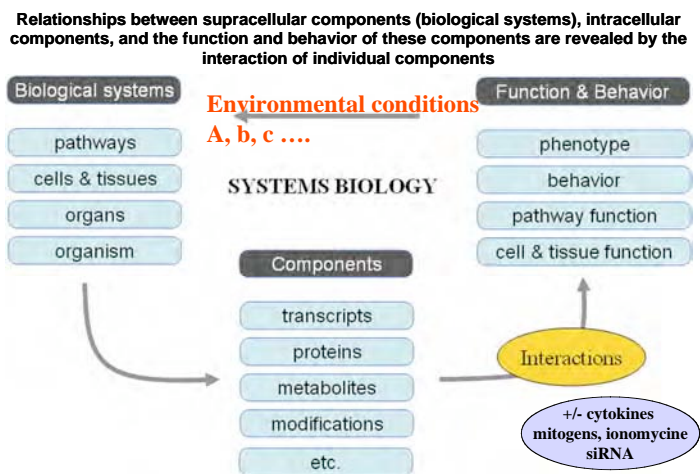 Relationships between supracellular components (biological systems), intracellular
components, and the function and behavior of these components are revealed by the
interaction of individual components
Biological systems
pathways
cells & tissues
organs
organism
Environmental conditions
A, b, c ....
SYSTEMS BIOLOGY
Components
transcripts
proteins
metabolites
modifications
etc.
Function & Behavior
phenotype
behavior
pathway function
cell & tissue function
Interactions
+/- cytokines
mitogens, ionomycine
siRNA